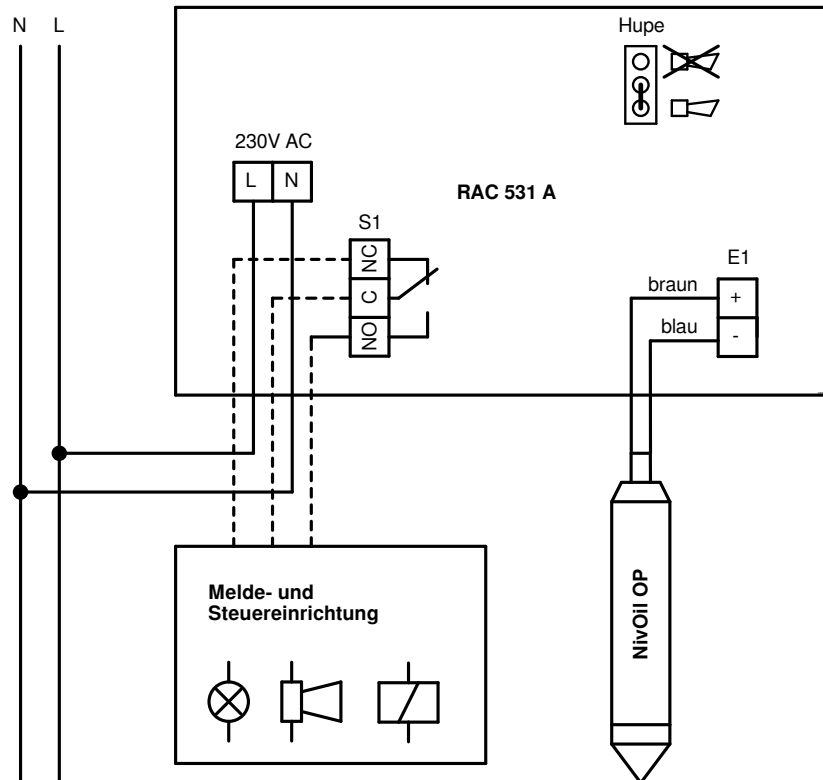 N L
Hupe
230V AC
L N
RAC 531 A
S1
NC
C
NO
E1
braun +
blau -
Melde- und
Steuereinrichtung
NivOil OP